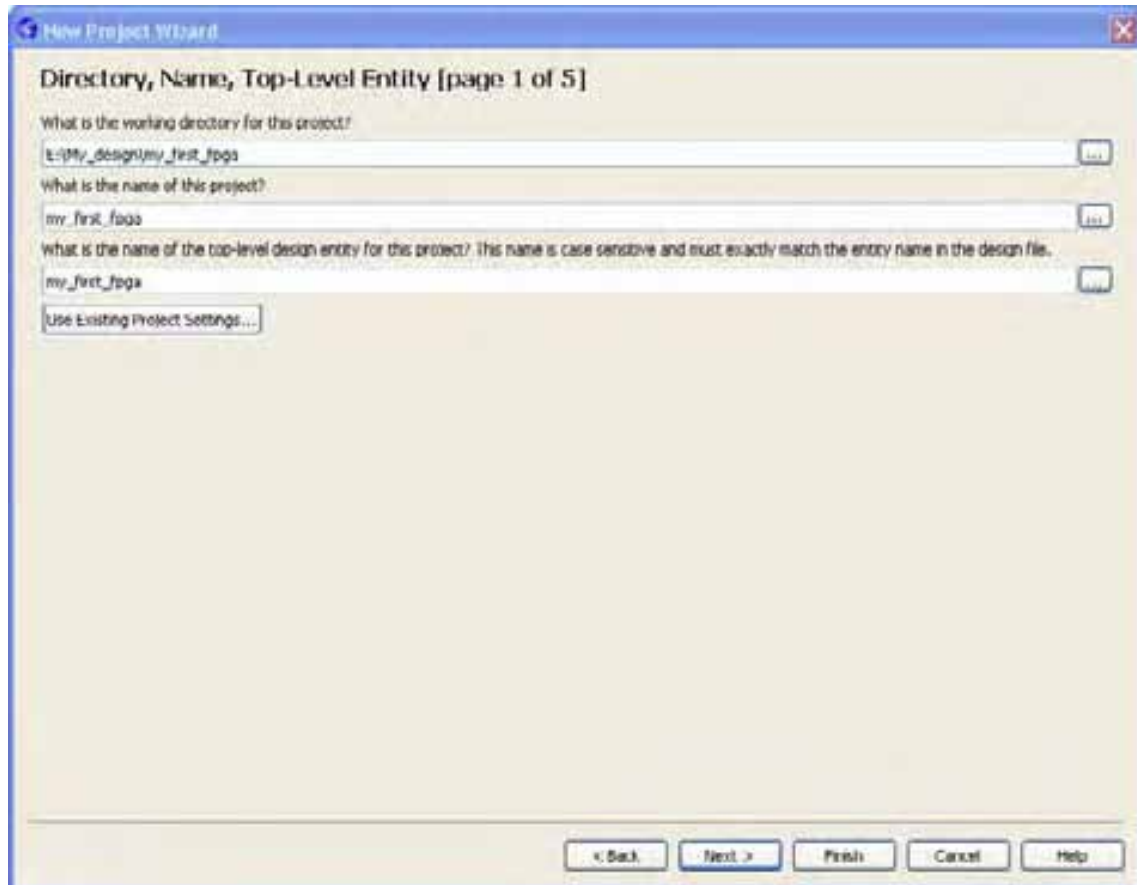 New Project Wizard
Directory, Name, Top-Level Entity [page 1 of 5]
What is the working directory for this project?
E:\My_design\my_first_fpga
...
What is the name of this project?
my_first_fpga
...
What is the name of the top-level design entity for this project? This name is case sensitive and must exactly match the entity name in the design file.
my_first_fpga
...
Use Existing Project Settings...
< Back
Next >
Finish
Cancel
Help